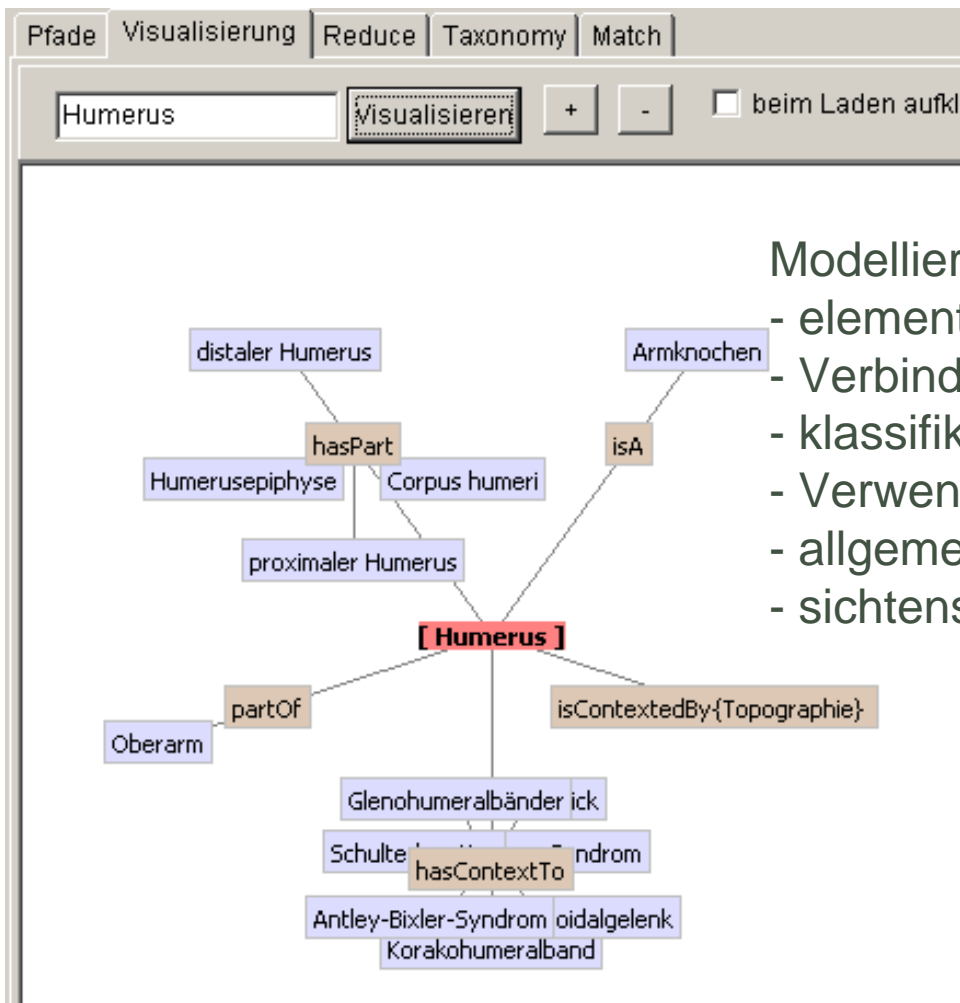 Pfade Visualisierung Reduce Taxonomy Match
Humerus Visualisieren + - beim Laden aufkl
Modellier
- element
- Verbind
- klassifik
- Verwen
- allgeme
- sichtens
distaler Humerus Armknochen
hasPart isA
Humerusepiphyse Corpus humeri
proximaler Humerus
[ Humerus ]
partOf isContextedBy{Topographie}
Oberarm
Glenohumeralbänder ick
Schulte ndrom
hasContextTo
Antley-Bixler-Syndrom oidalgelenk
Korakohumeralband